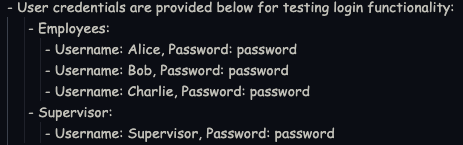 - User credentials are provided below for testing login functionality:
- Employees:
- Username: Alice, Password: password
- Username: Bob, Password: password
- Username: Charlie, Password: password
- Supervisor:
- Username: Supervisor, Password: password